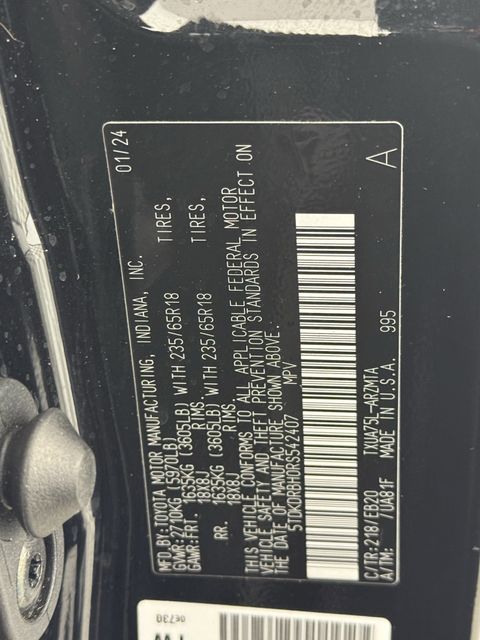 MFD.BY:TOYOTA MOTOR MANUFACTURING, INDIANA, INC. 01/24
GVWR:2710KG (5970LB)
GAWR:FRT. 1635KG (3605LB) WITH 235/65R18 TIRES,
18X8J RIMS
RR. 1635KG (3605LB) WITH 235/65R18 TIRES,
18X8J RIMS
THIS VEHICLE CONFORMS TO ALL APPLICABLE FEDERAL MOTOR
VEHICLE SAFETY AND THEFT PREVENTION STANDARDS IN EFFECT ON
THE DATE OF MANUFACTURE SHOWN ABOVE.
5TDKDRBH0RS542407 MPV
A
C/TR:218/EB20 TXUA75L-ARZMTA
A/TM: /UA81F MADE IN U.S.A. 995
0E730